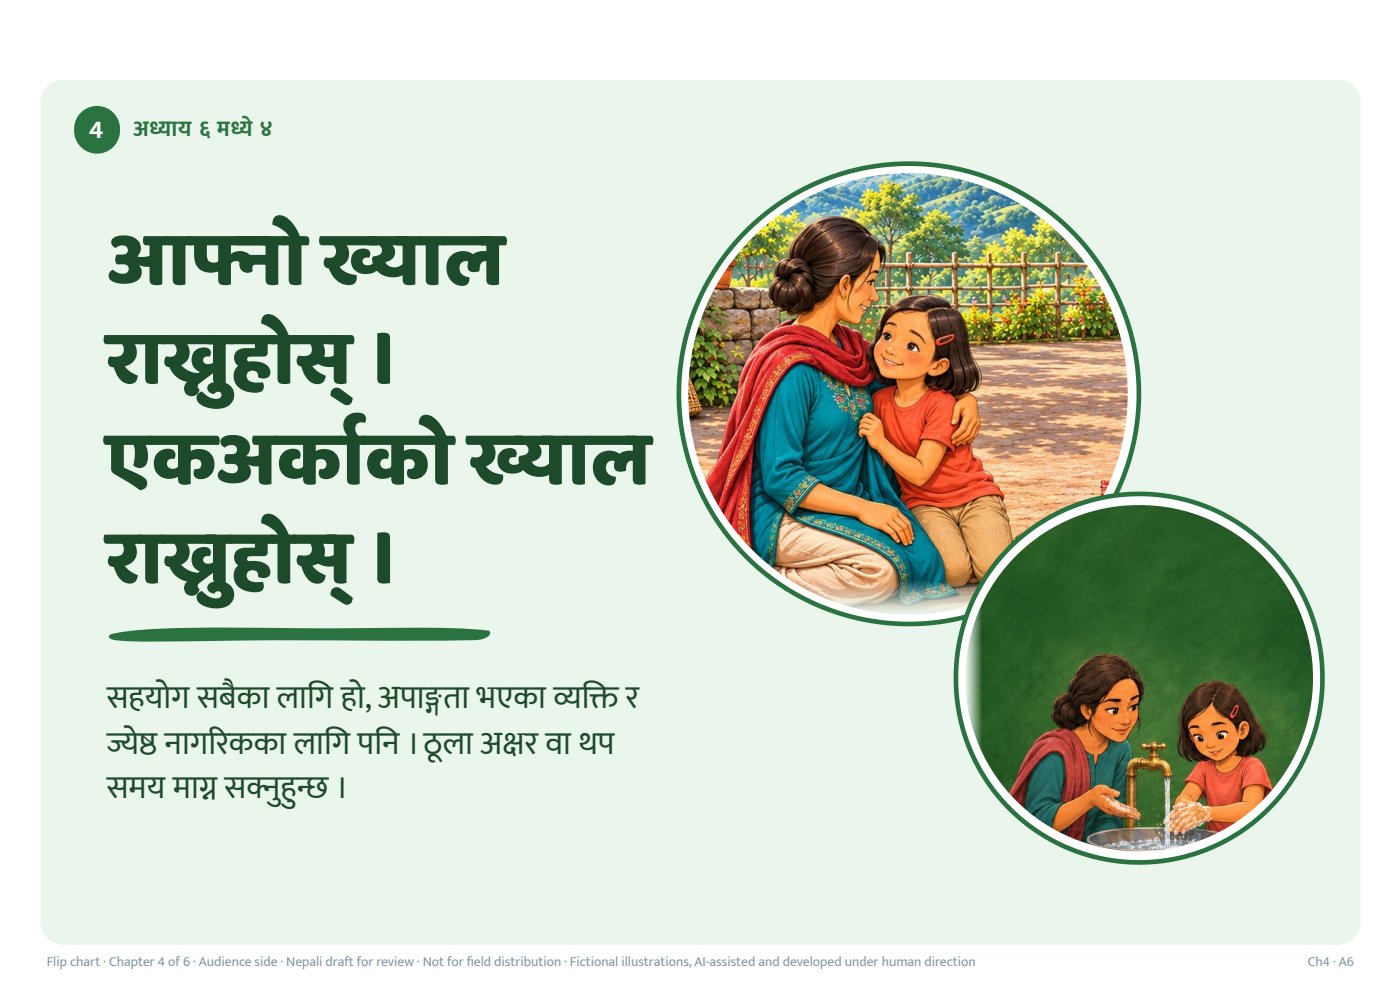 4 अध्याय ६ मध्ये ४
आफ्नो ख्याल
राख्नुहोस् ।
एकअर्काको ख्याल
राख्नुहोस् ।
सहयोग सबैका लागि हो, अपाङ्गता भएका व्यक्ति र
ज्येष्ठ नागरिकका लागि पनि । ठूला अक्षर वा थप
समय माग्न सक्नुहुन्छ ।
Flip chart · Chapter 4 of 6 · Audience side · Nepali draft for review · Not for field distribution · Fictional illustrations, AI-assisted and developed under human direction
Ch4 · A6